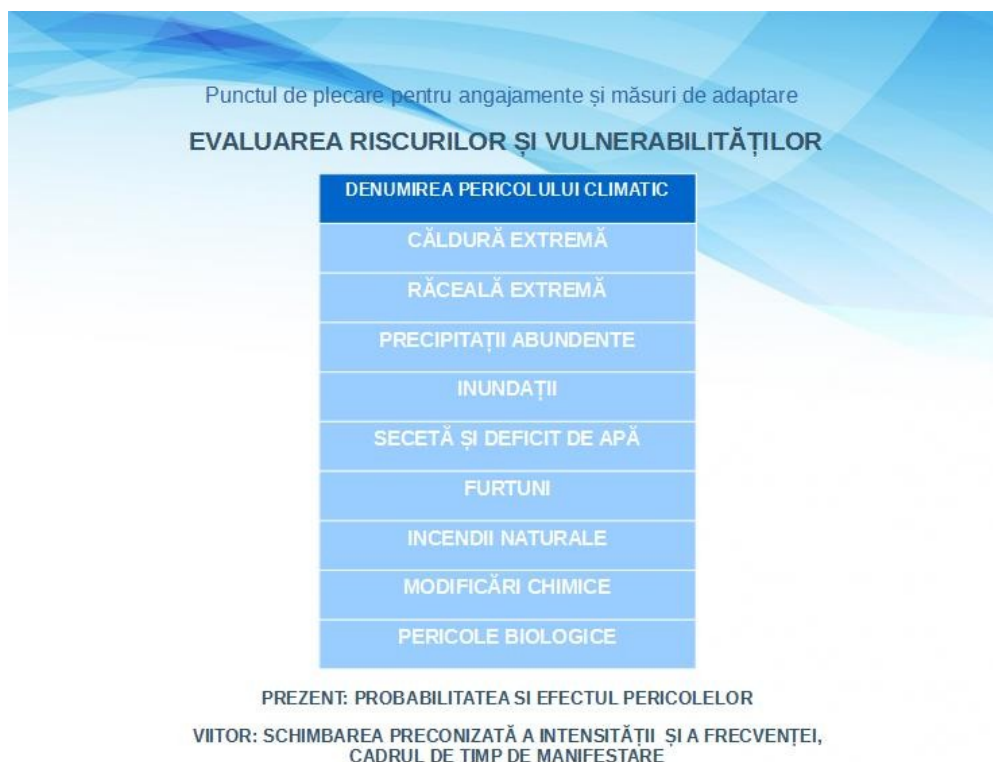 Punctul de plecare pentru angajamente și măsuri de adaptare
EVALUAREA RISCURILOR ȘI VULNERABILITĂȚILOR
DENUMIREA PERICOLULUI CLIMATIC
CĂLDURĂ EXTREMĂ
RĂCEALĂ EXTREMĂ
PRECIPITAȚII ABUNDENTE
INUNDAȚII
SECETĂ ȘI DEFICIT DE APĂ
FURTUNI
INCENDII NATURALE
MODIFICĂRI CHIMICE
PERICOLE BIOLOGICE
PREZENT: PROBABILITATEA SI EFECTUL PERICOLELOR
VIITOR: SCHIMBAREA PRECONIZATĂ A INTENSITĂȚII ȘI A FRECVENȚEI,
CADRUL DE TIMP DE MANIFESTARE